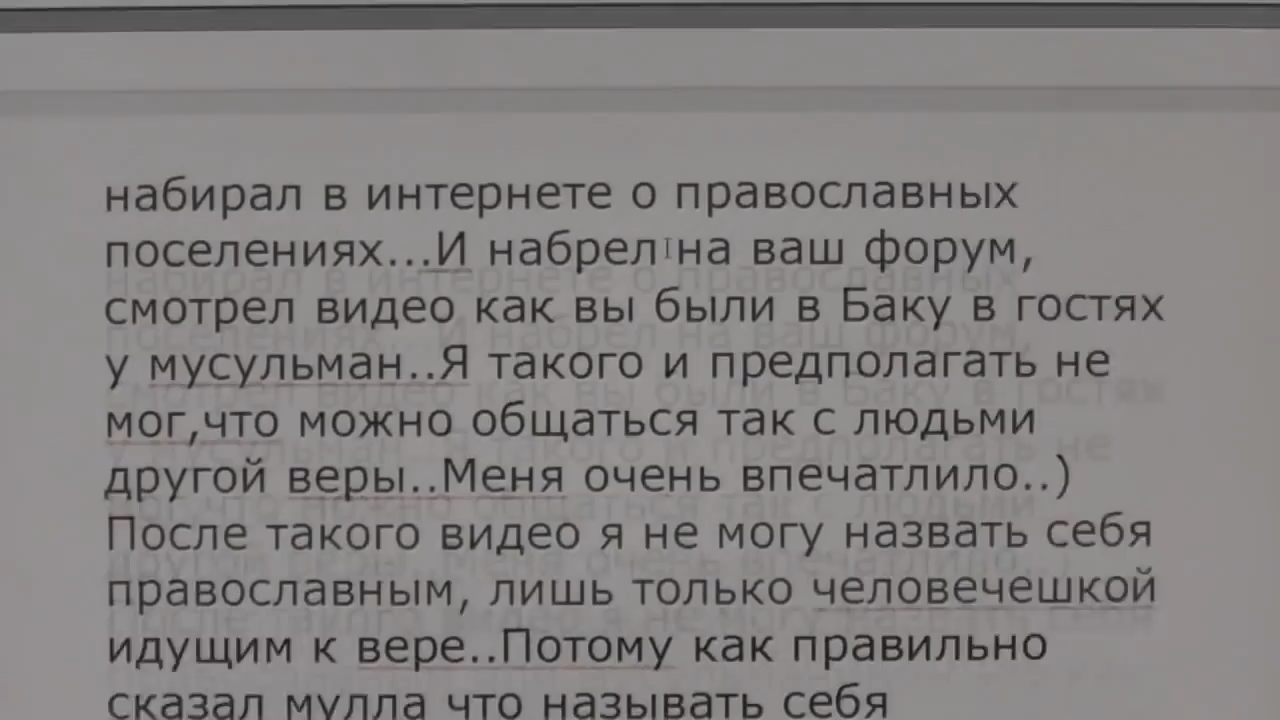 набирал в интернете о православных
поселениях...И набрел на ваш форум,
смотрел видео как вы были в Баку в гостях
у мусульман..Я такого и предполагать не
мог,что можно общаться так с людьми
другой веры..Меня очень впечатлило..)
После такого видео я не могу назвать себя
православным, лишь только человечешкой
идущим к вере..Потому как правильно
сказал мулла что называть себя